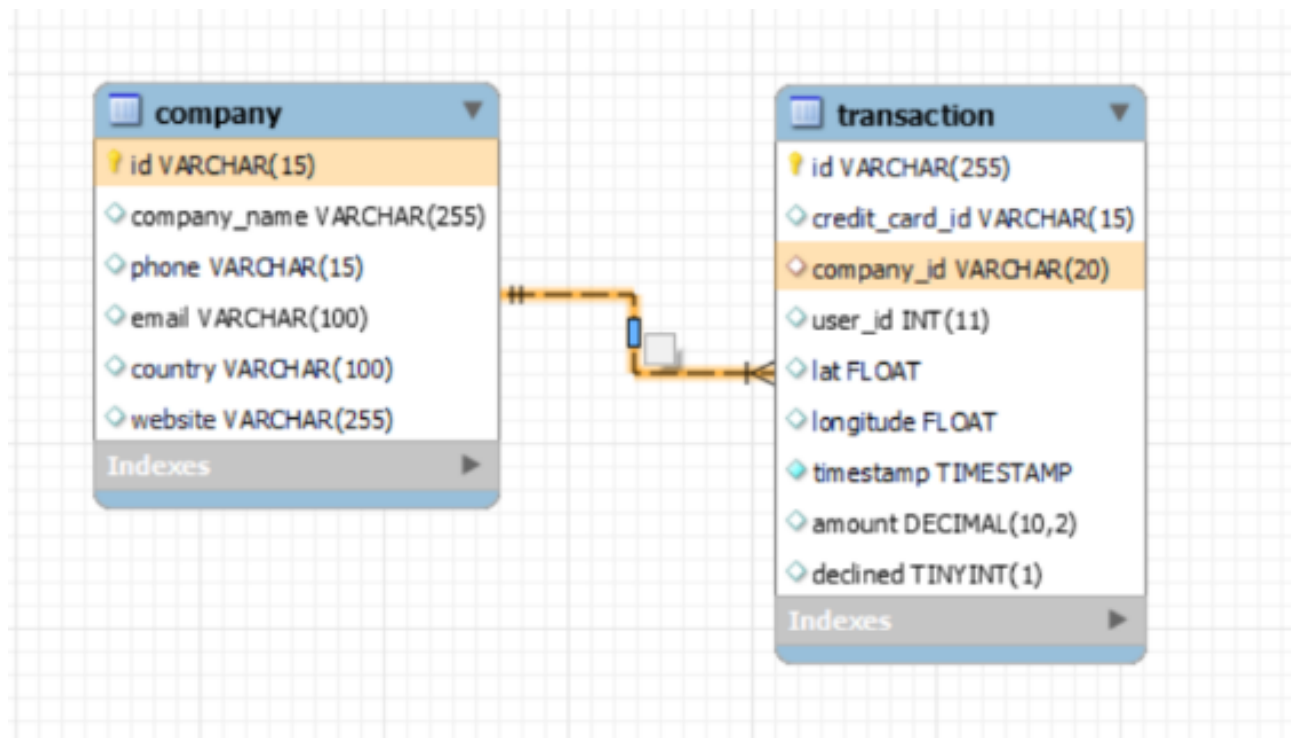 company
id VARCHAR(15)
company_name VARCHAR(255)
phone VARCHAR(15)
email VARCHAR(100)
country VARCHAR(100)
website VARCHAR(255)
Indexes
transaction
id VARCHAR(255)
credit_card_id VARCHAR(15)
company_id VARCHAR(20)
user_id INT(11)
lat FLOAT
longitude FLOAT
timestamp TIMESTAMP
amount DECIMAL(10,2)
declined TINYINT(1)
Indexes